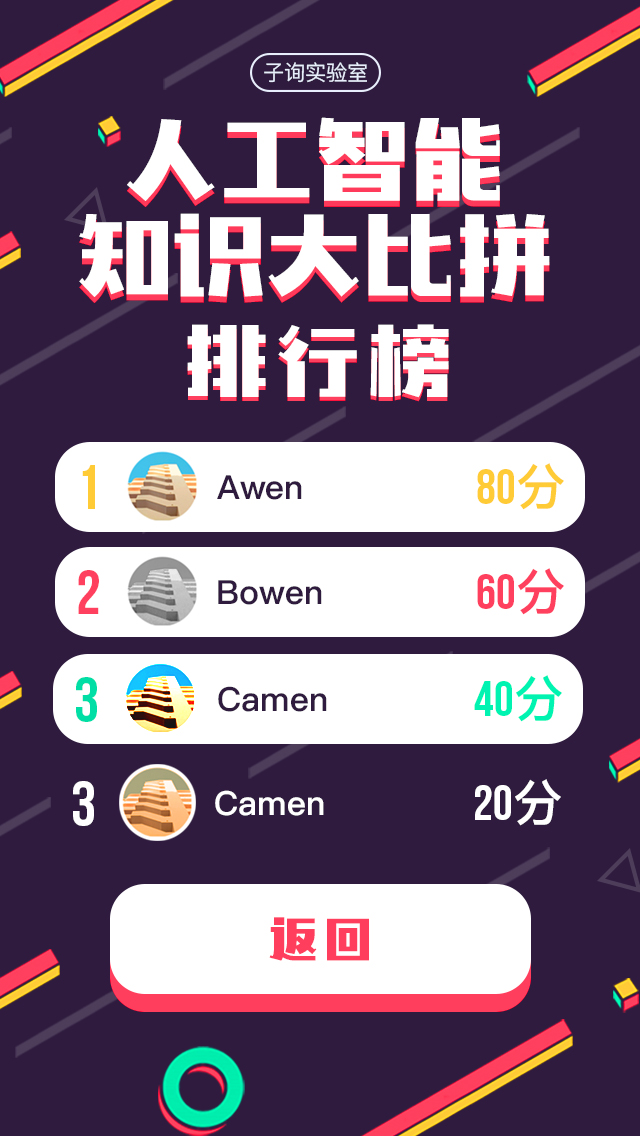 子询实验室
人工智能
知识大比拼
排行榜
1 Awen 80分
2 Bowen 60分
3 Camen 40分
3 Camen 20分
返回